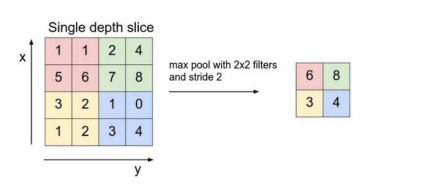 Single depth slice
x
1 1 2 4
5 6 7 8
3 2 1 0
1 2 3 4
y
max pool with 2x2 filters
and stride 2
6 8
3 4